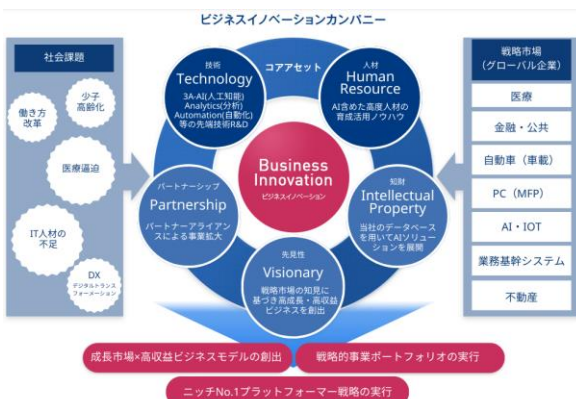 ビジネスイノベーションカンパニー
社会課題
少子
高齢化
働き方
改革
医療逼迫
IT人材の
不足
DX
デジタルトランス
フォーメーション
コアアセット
技術
Technology
3A-AI(人工知能)
Analytics(分析)
Automation(自動化)
等の先端技術R&D
人材
Human
Resource
AI含めた高度人材の
育成活用ノウハウ
Business
Innovation
ビジネスイノベーション
パートナーシップ
Partnership
パートナーアライアン
スによる事業拡大
知財
Intellectual
Property
当社のデータベース
を用いてAIソリュー
ションを展開
先見性
Visionary
戦略市場の知見に
基づき高成長・高収益
ビジネスを創出
戦略市場
（グローバル企業）
医療
金融・公共
自動車（車載）
PC（MFP）
AI・IOT
業務基幹システム
不動産
成長市場×高収益ビジネスモデルの創出
戦略的事業ポートフォリオの実行
ニッチNo.1プラットフォーマー戦略の実行